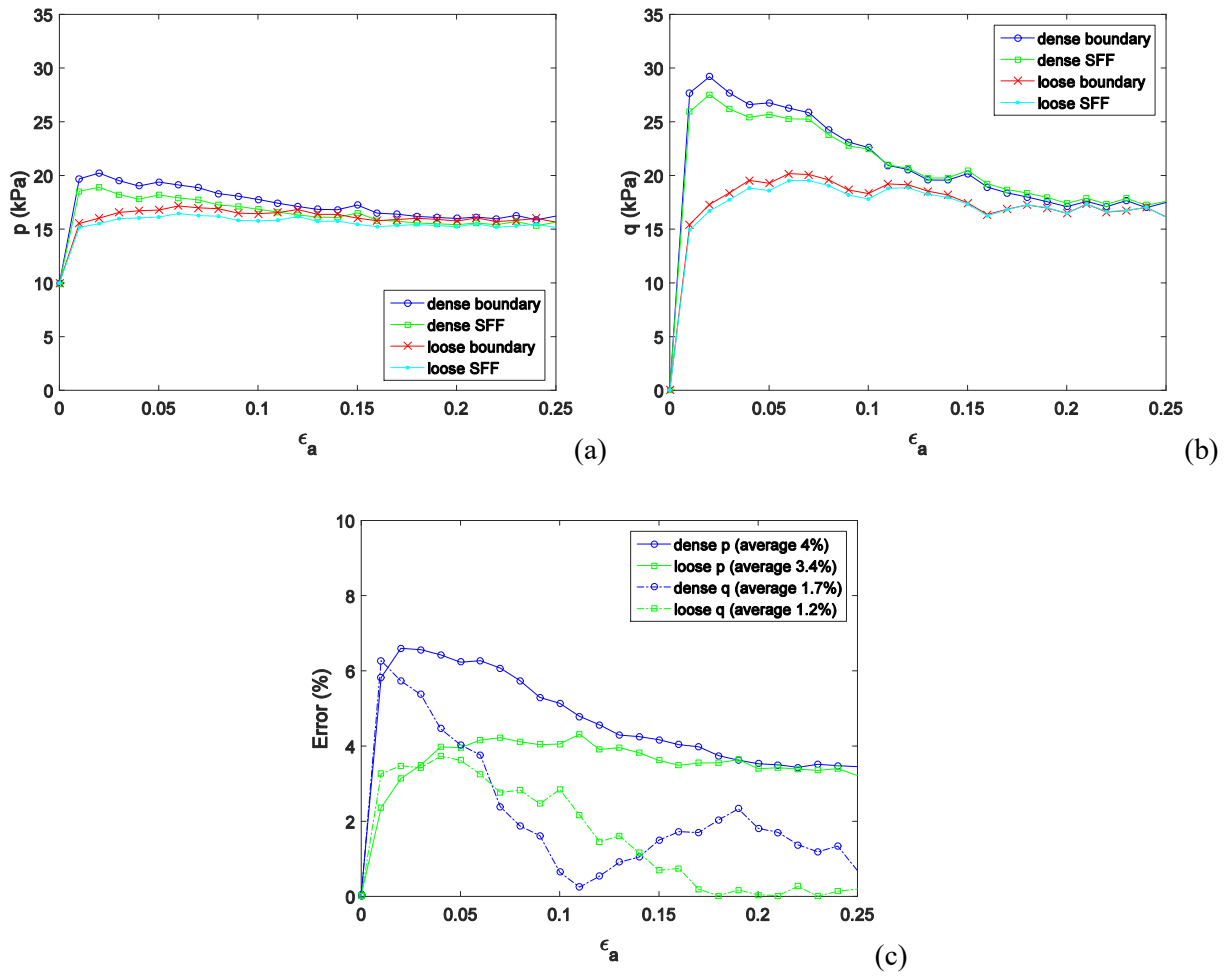 35
30
25
20
15
10
5
0
p (kPa)
0
0.05
0.1
0.15
0.2
0.25
ϵa
dense boundary
dense SFF
loose boundary
loose SFF
(a)
35
30
25
20
15
10
5
0
q (kPa)
0
0.05
0.1
0.15
0.2
0.25
ϵa
dense boundary
dense SFF
loose boundary
loose SFF
(b)
10
8
6
4
2
0
Error (%)
0
0.05
0.1
0.15
0.2
0.25
ϵa
dense p (average 4%)
loose p (average 3.4%)
dense q (average 1.7%)
loose q (average 1.2%)
(c)